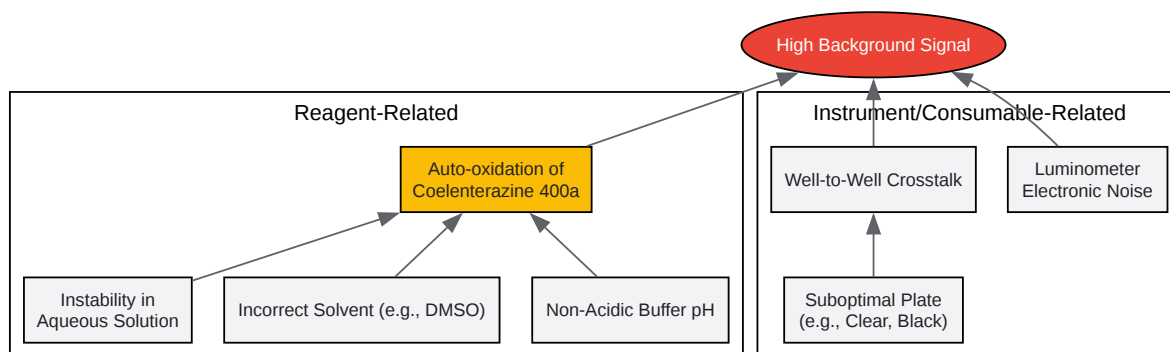 High Background Signal
Reagent-Related
Instrument/Consumable-Related
Auto-oxidation of
Coelenterazine 400a
Well-to-Well Crosstalk
Luminometer
Electronic Noise
Instability in
Aqueous Solution
Incorrect Solvent (e.g., DMSO)
Non-Acidic Buffer pH
Suboptimal Plate
(e.g., Clear, Black)